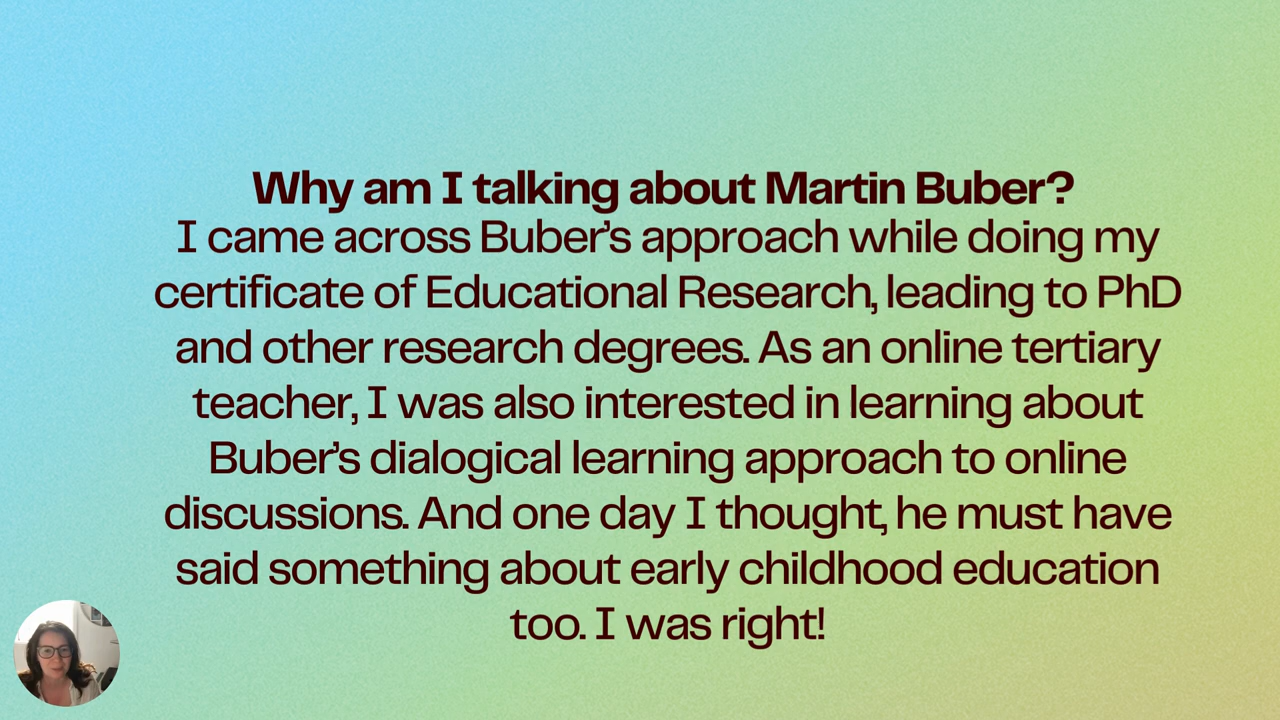 Why am I talking about Martin Buber?
I came across Buber’s approach while doing my
certificate of Educational Research, leading to PhD
and other research degrees. As an online tertiary
teacher, I was also interested in learning about
Buber’s dialogical learning approach to online
discussions. And one day I thought, he must have
said something about early childhood education
too. I was right!